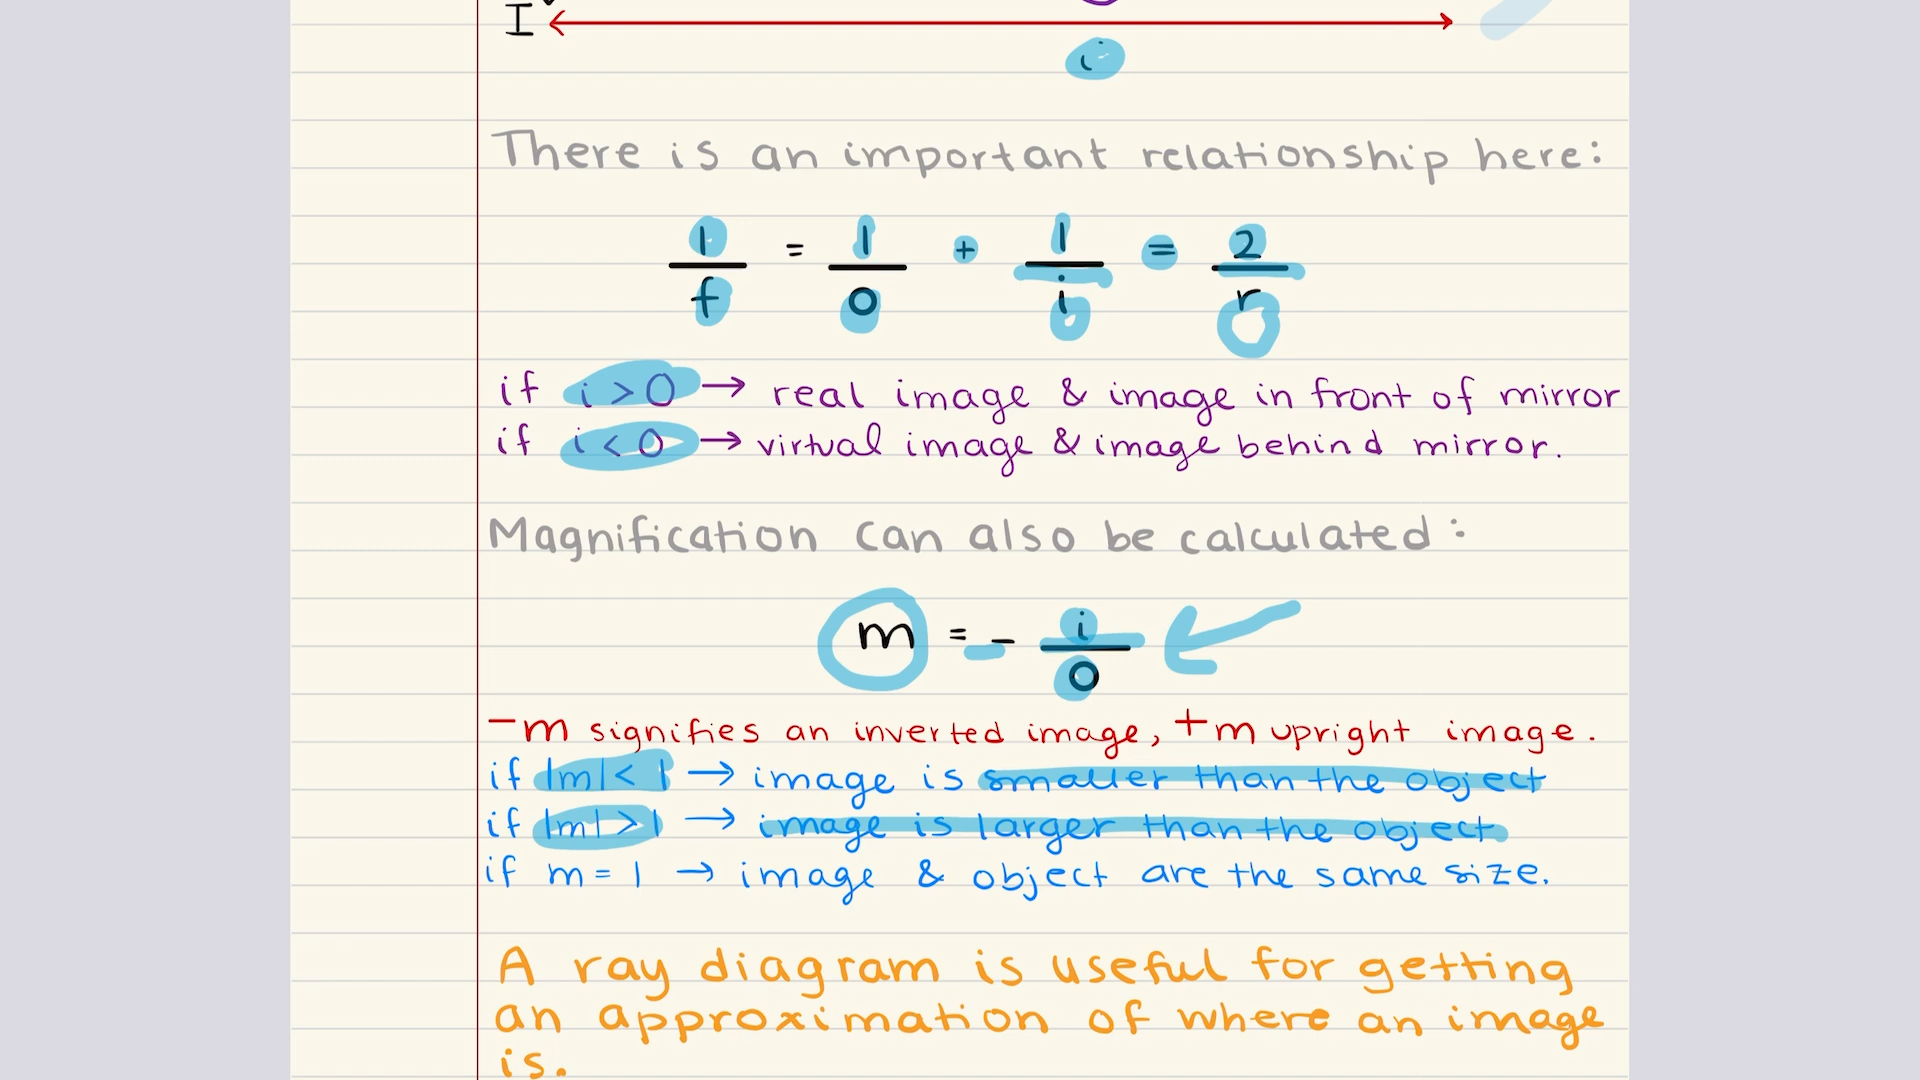 I
i
There is an important relationship here:
1/f = 1/o + 1/i = 2/r
if i > 0 → real image & image in front of mirror
if i < 0 → virtual image & image behind mirror.
Magnification can also be calculated:
m = - i/o
-m signifies an inverted image, +m upright image.
if |m| < 1 → image is smaller than the object
if |m| > 1 → image is larger than the object.
if m = 1 → image & object are the same size.
A ray diagram is useful for getting
an approximation of where an image
is.